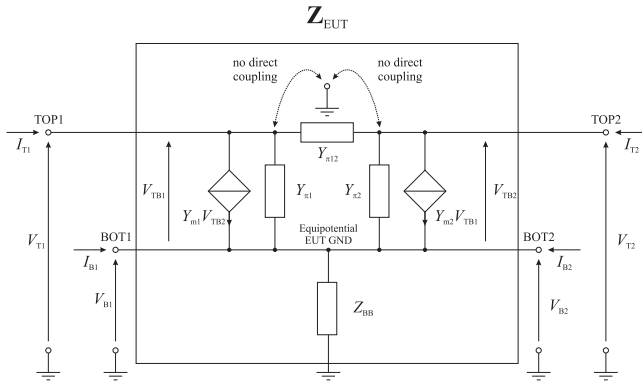 Z_EUT
no direct coupling
no direct coupling
TOP1
TOP2
I_T1
I_T2
Y_π12
V_TB1
Y_m1 V_TB2
Y_π1
Y_π2
Y_m2 V_TB1
V_TB2
V_T1
V_T2
BOT1
Equipotential
EUT GND
BOT2
I_B1
I_B2
V_B1
Z_BB
V_B2